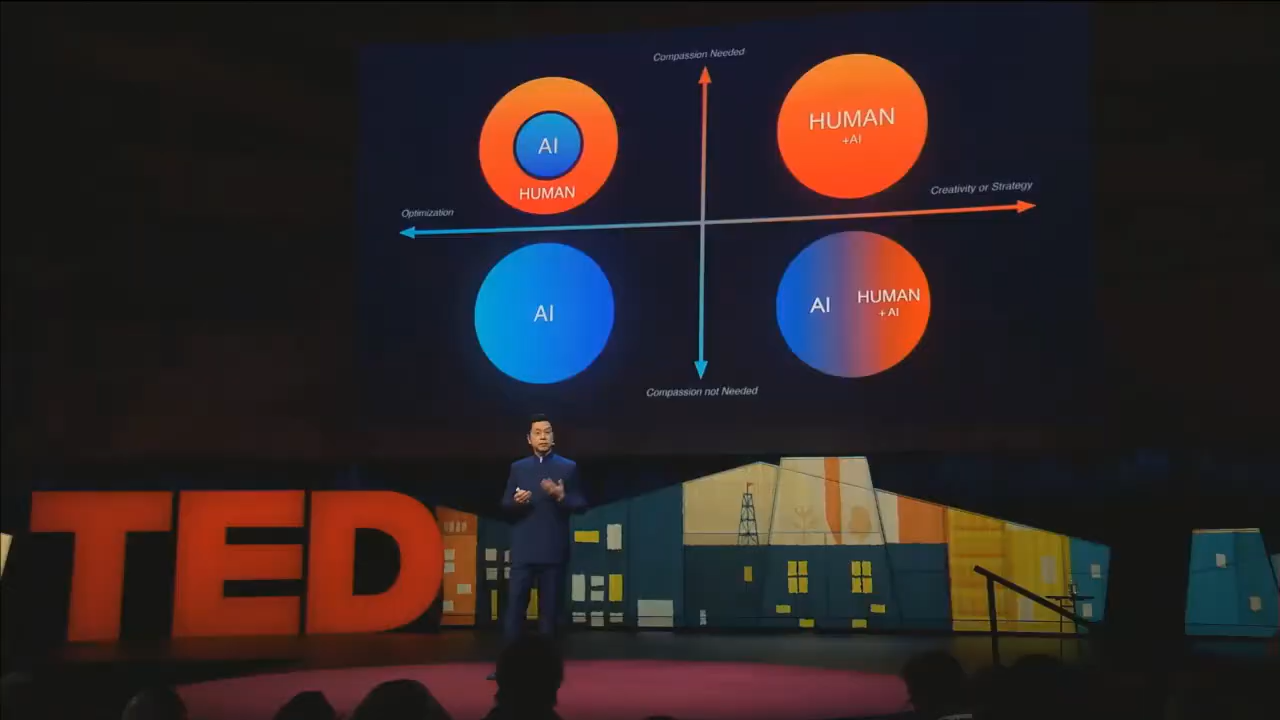 Compassion Needed
AI
HUMAN
HUMAN
+AI
Optimization
Creativity or Strategy
AI
AI
HUMAN
+ AI
Compassion not Needed
TED